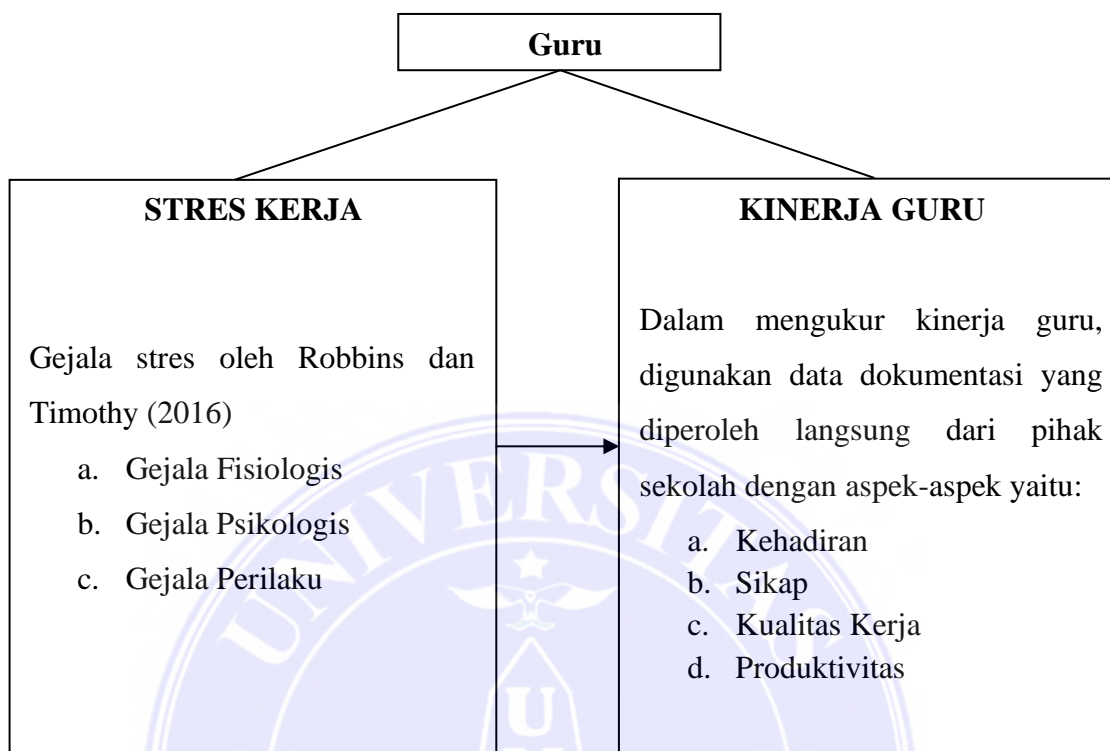 Guru
STRES KERJA
Gejala stres oleh Robbins dan
Timothy (2016)
a. Gejala Fisiologis
b. Gejala Psikologis
c. Gejala Perilaku
KINERJA GURU
Dalam mengukur kinerja guru,
digunakan data dokumentasi yang
diperoleh langsung dari pihak
sekolah dengan aspek-aspek yaitu:
a. Kehadiran
b. Sikap
c. Kualitas Kerja
d. Produktivitas
UNIVERSITAS
U